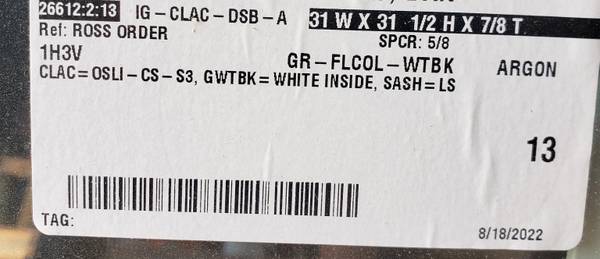 26612:2:13 IG-CLAC-DSB-A 31 W X 31 1/2 H X 7/8 T
Ref: ROSS ORDER SPCR: 5/8
1H3V GR-FLCOL-WTBK ARGON
CLAC=OSLI-CS-S3, GWTBK=WHITE INSIDE, SASH=LS
13
TAG: 8/18/2022